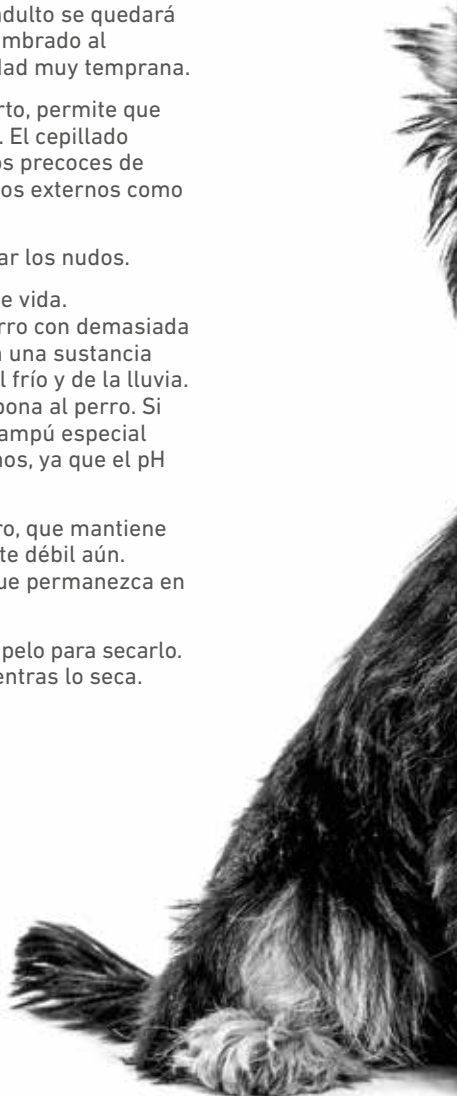 adulto se quedará
mbrado al
dad muy temprana.
rto, permite que
. El cepillado
os precoces de
os externos como
ar los nudos.
e vida.
rro con demasiada
a una sustancia
l frío y de la lluvia.
pona al perro. Si
ampú especial
nos, ya que el pH
ro, que mantiene
te débil aún.
ue permanezca en
pelo para secarlo.
entras lo seca.